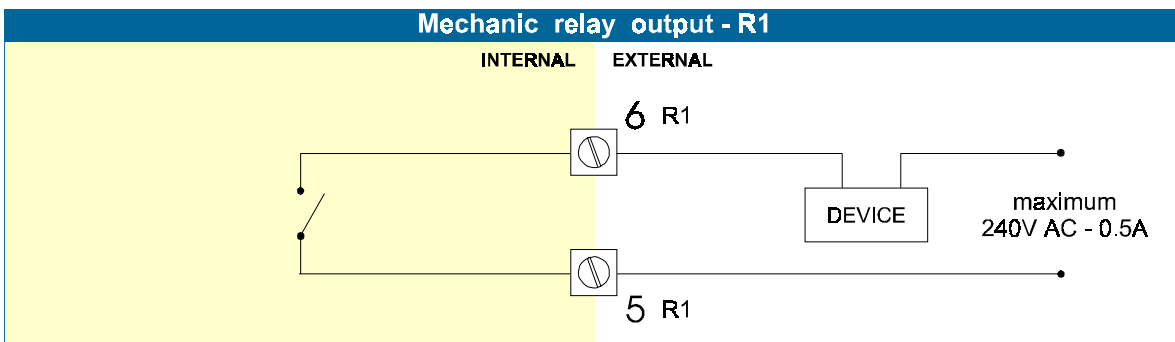 Mechanic relay output - R1
INTERNAL EXTERNAL
6 R1
DEVICE
maximum
240V AC - 0.5A
5 R1